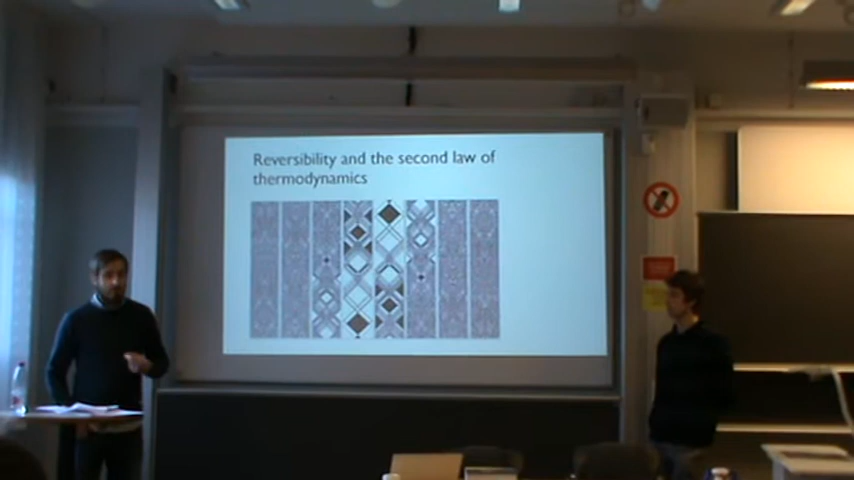 Reversibility and the second law of
thermodynamics